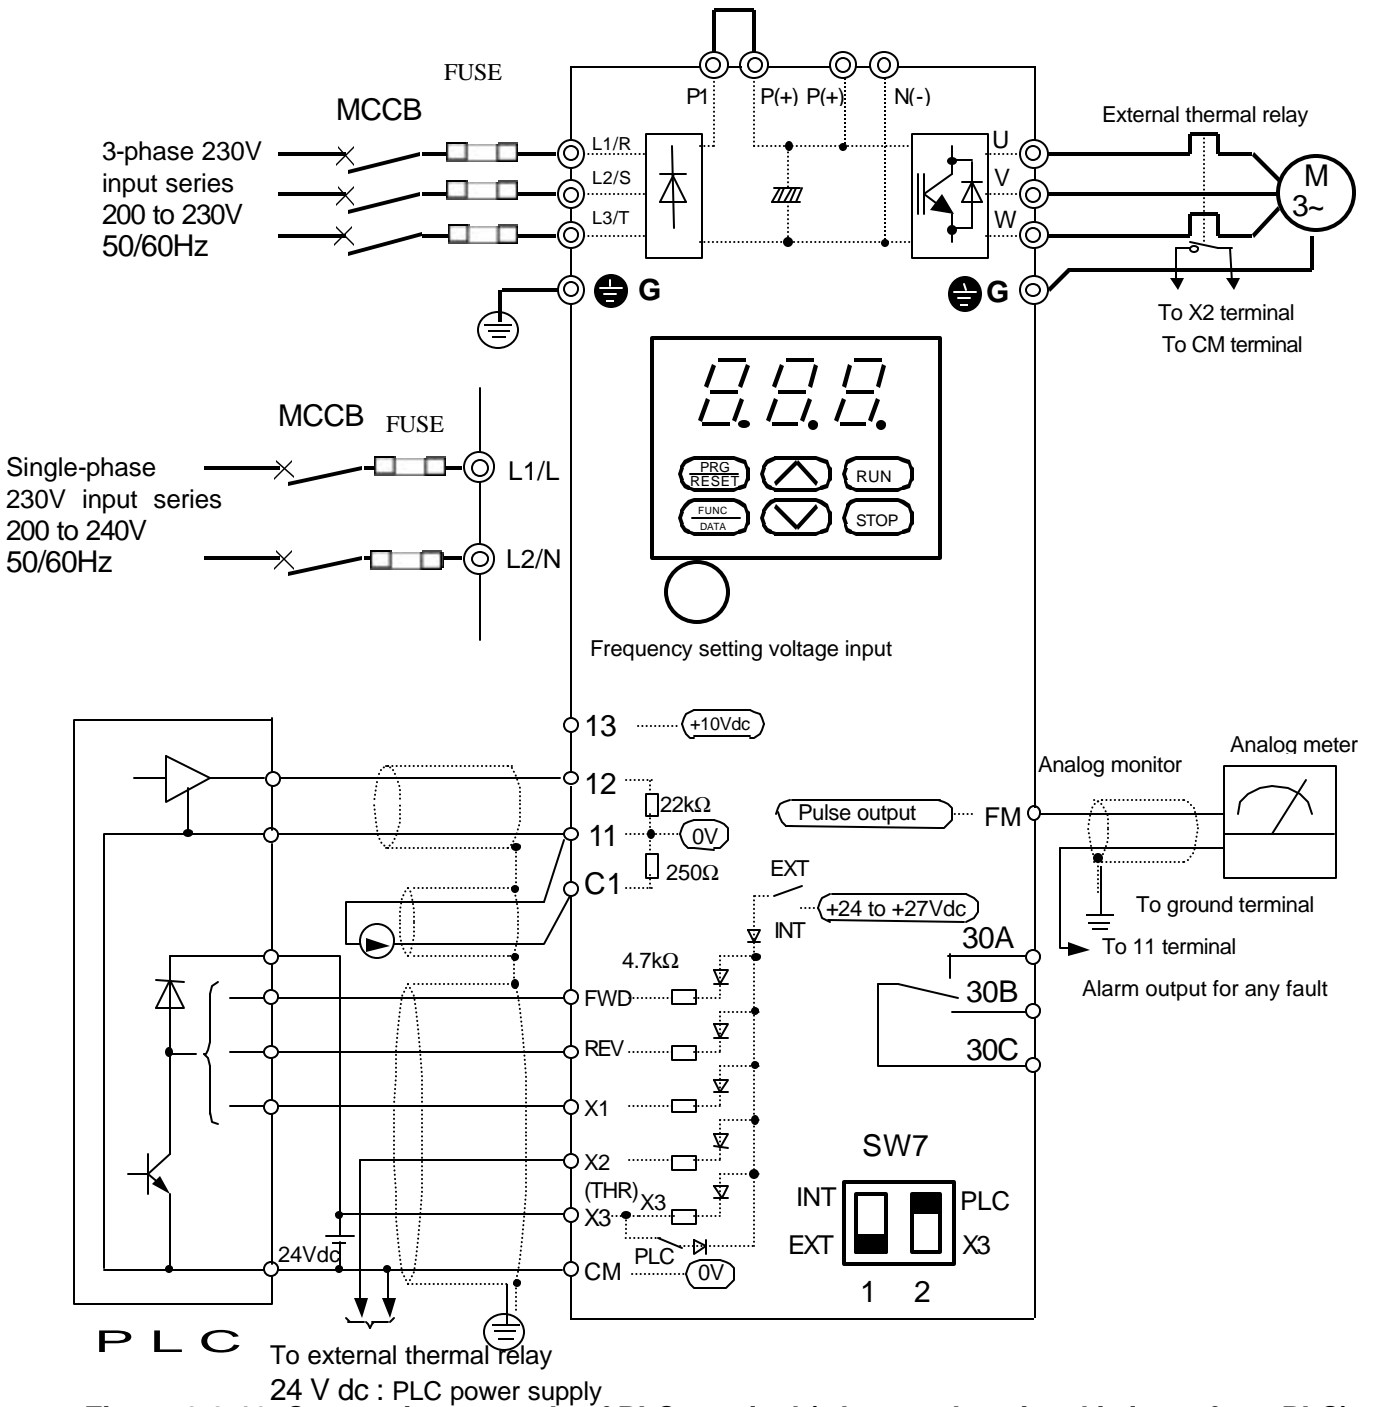 FUSE
MCCB
3-phase 230V
input series
200 to 230V
50/60Hz
P1
P(+)
P(+)
N(-)
L1/R
L2/S
L3/T
U
V
W
G
G
External thermal relay
M
3~
To X2 terminal
To CM terminal
MCCB
FUSE
Single-phase
230V input series
200 to 240V
50/60Hz
L1/L
L2/N
8.8.8.
PRG
RESET
RUN
FUNC
DATA
STOP
Frequency setting voltage input
13
+10Vdc
12
22kΩ
11
0V
250Ω
C1
Pulse output
FM
Analog monitor
Analog meter
EXT
+24 to +27Vdc
INT
To ground terminal
To 11 terminal
30A
30B
30C
Alarm output for any fault
4.7kΩ
FWD
REV
X1
X2
(THR)
X3
X3
PLC
24Vdc
CM
0V
SW7
INT
PLC
EXT
X3
1
2
PLC
To external thermal relay
24 V dc : PLC power supply